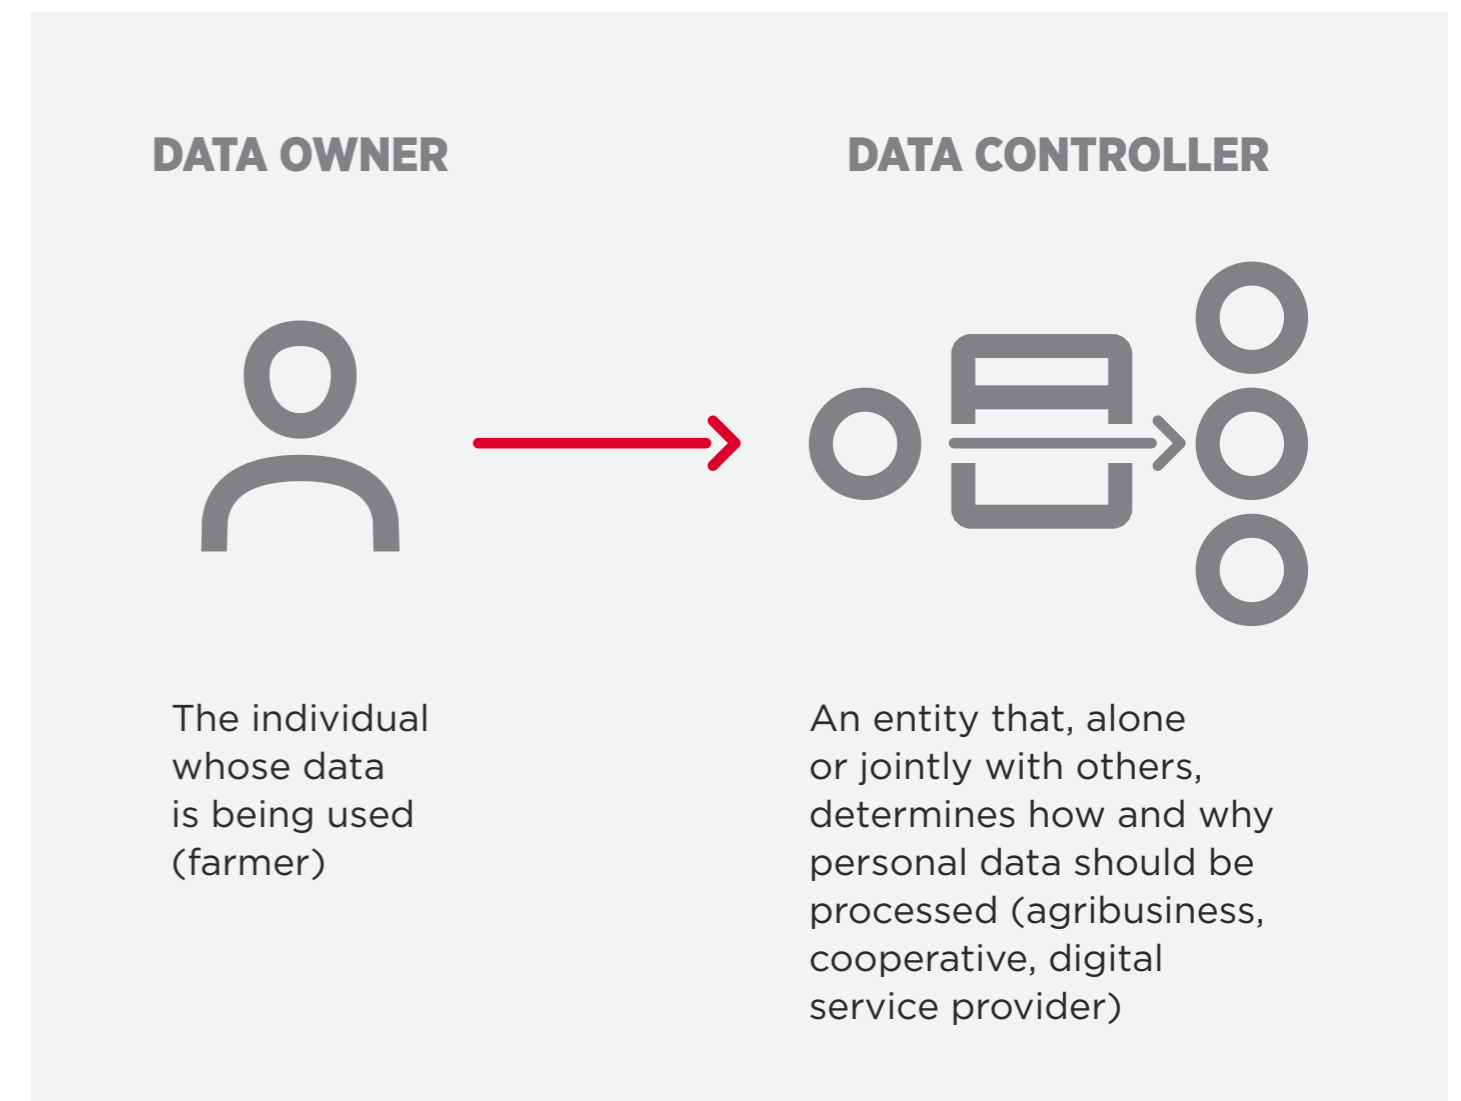 DATA OWNER
The individual
whose data
is being used
(farmer)
DATA CONTROLLER
An entity that, alone
or jointly with others,
determines how and why
personal data should be
processed (agribusiness,
cooperative, digital
service provider)